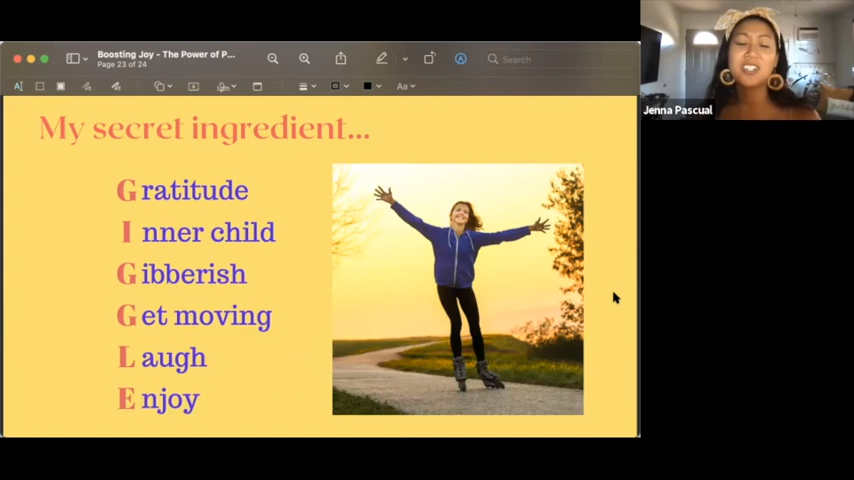 Boosting Joy - The Power of P...
Page 23 of 24
Search
Aa
Jenna Pascual
My secret ingredient...
Gratitude
Inner child
Gibberish
Get moving
Laugh
Enjoy